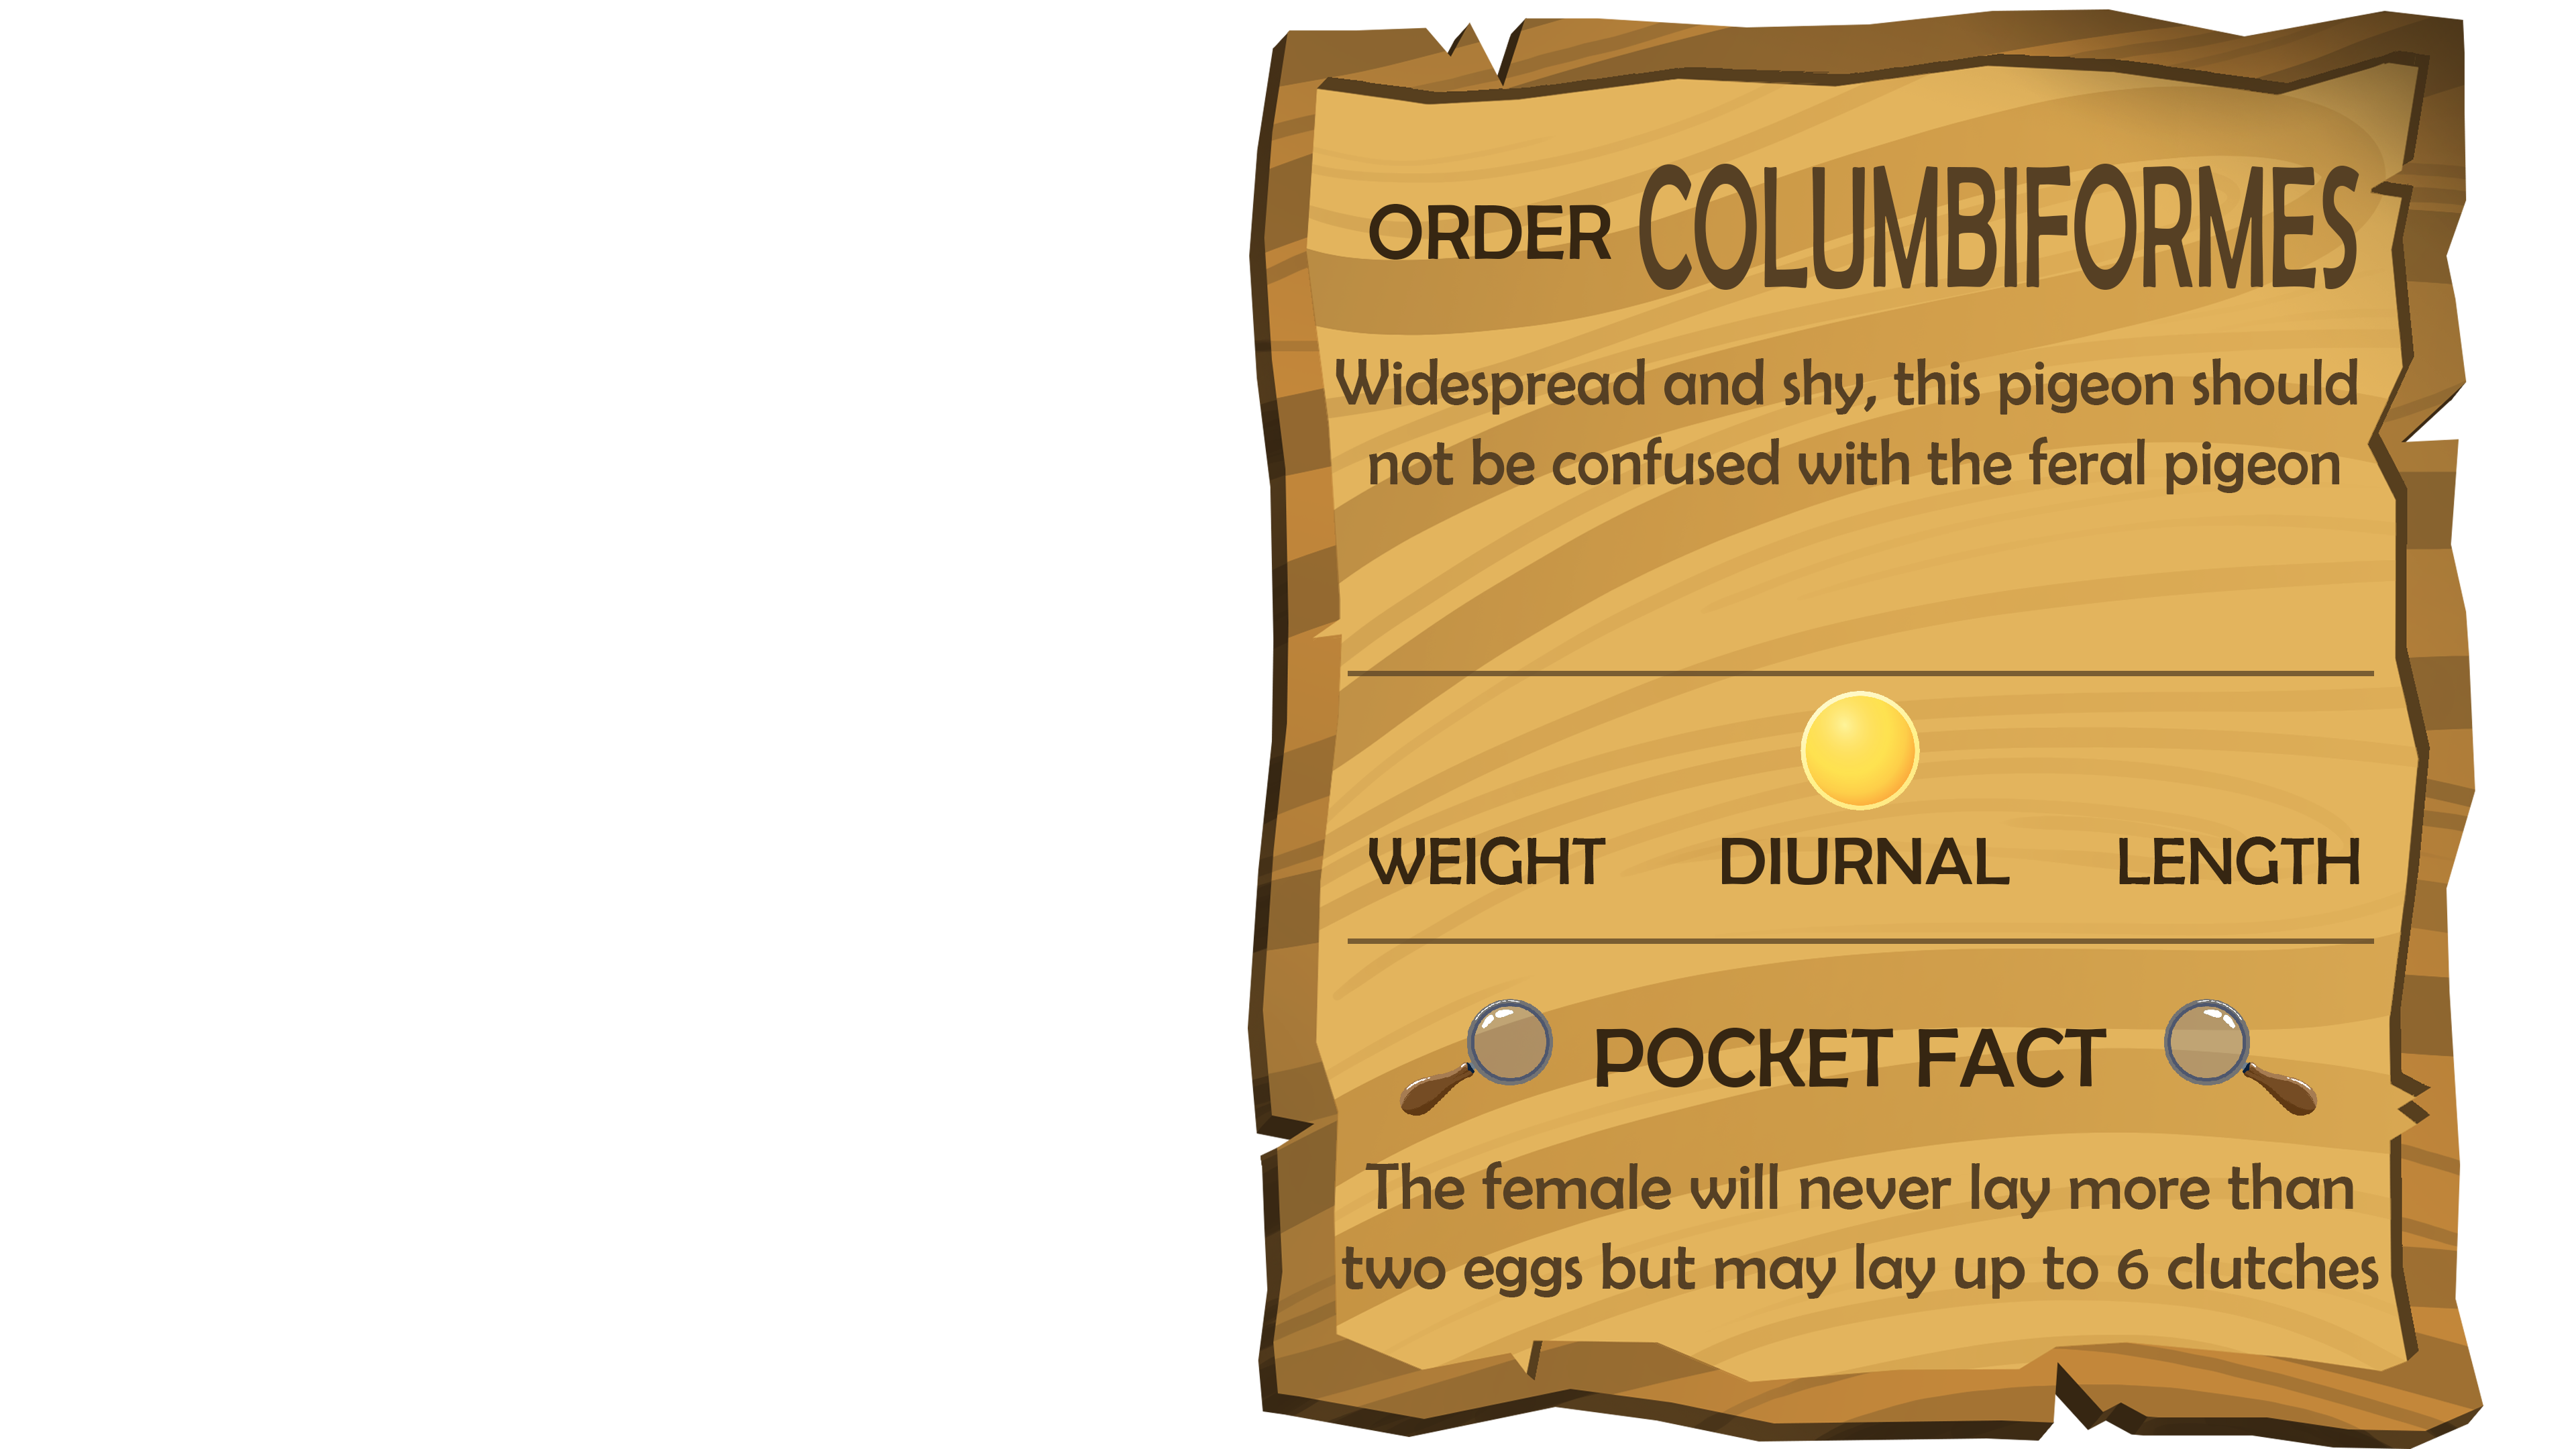 ORDER COLUMBIFORMES
Widespread and shy, this pigeon should
not be confused with the feral pigeon
WEIGHT DIURNAL LENGTH
POCKET FACT
The female will never lay more than
two eggs but may lay up to 6 clutches